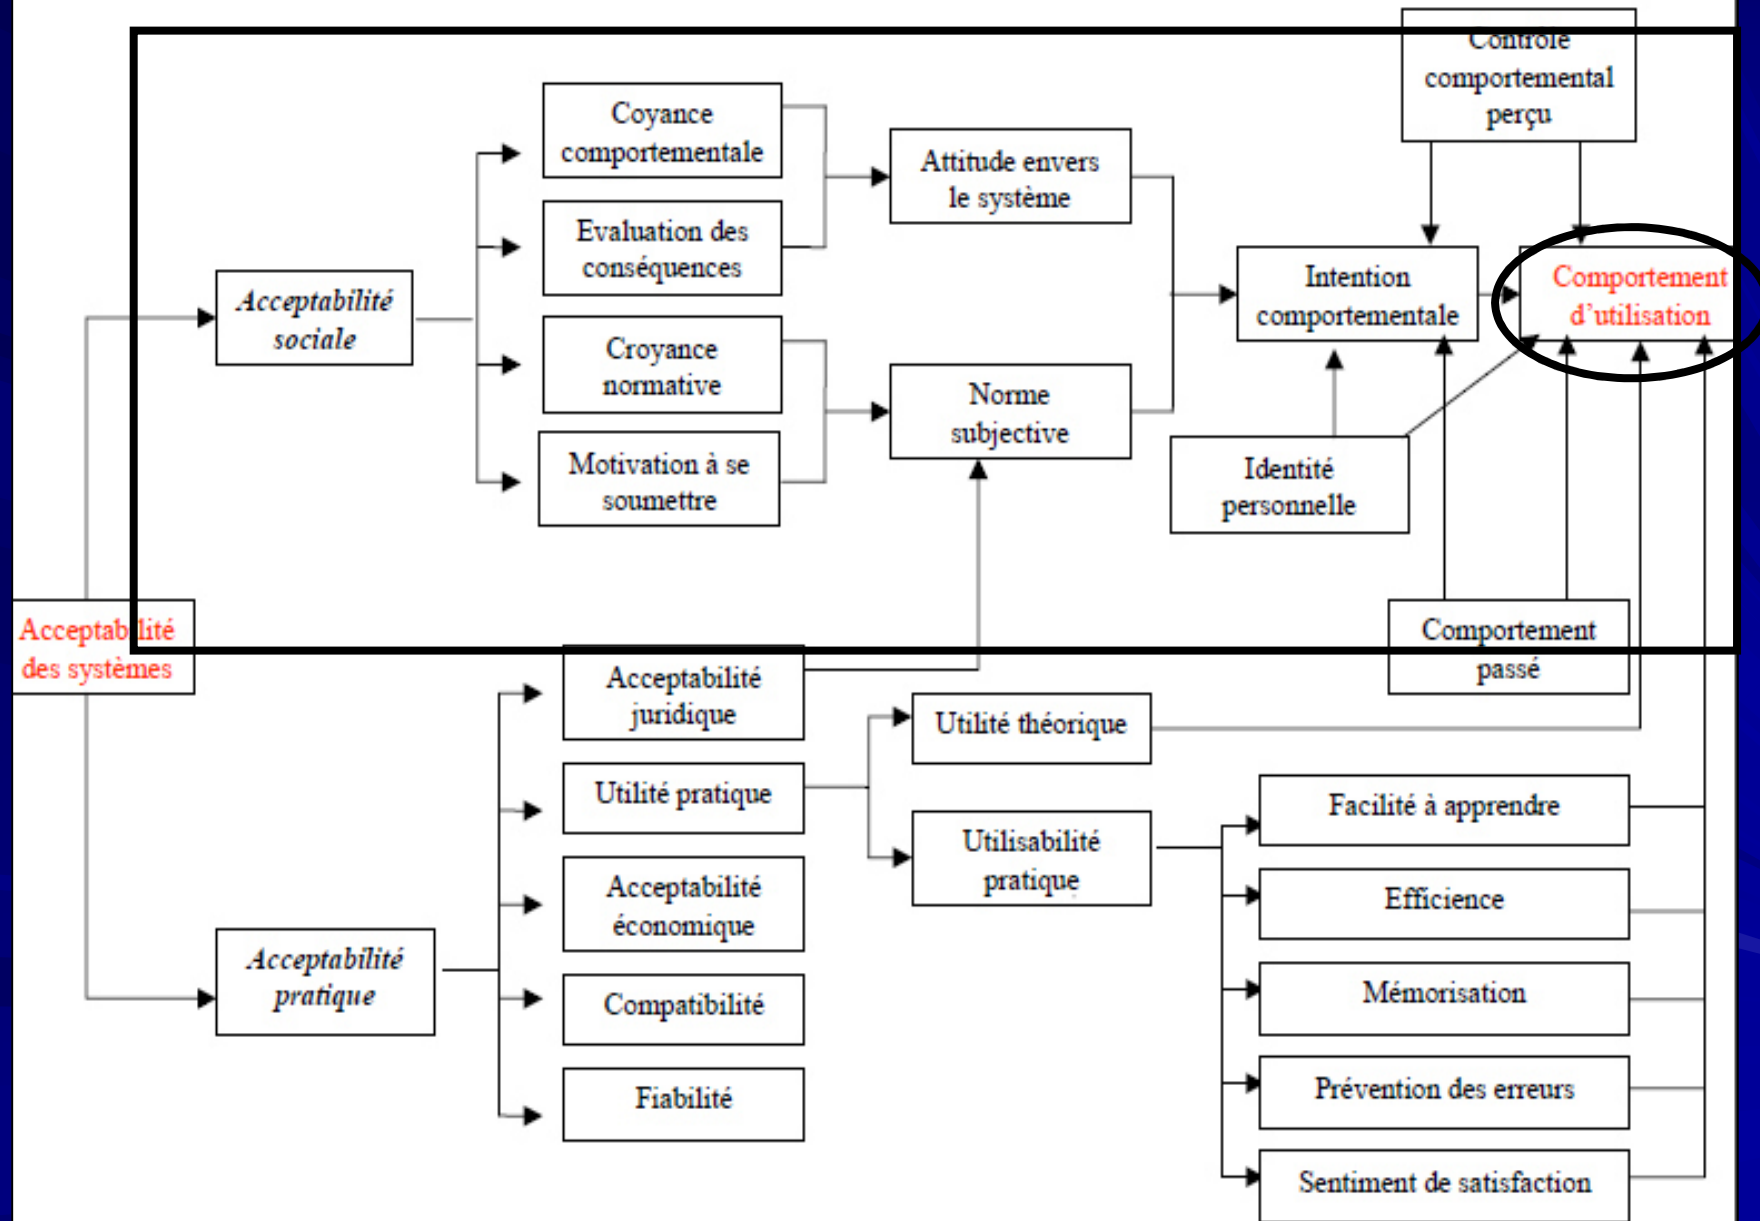 Contrôle
comportemental
perçu
Coyance
comportementale
Attitude envers
le système
Evaluation des
conséquences
Acceptabilité
sociale
Intention
comportementale
Comportement
d’utilisation
Croyance
normative
Norme
subjective
Motivation à se
soumettre
Identité
personnelle
Acceptabilité
des systèmes
Comportement
passé
Acceptabilité
juridique
Utilité théorique
Utilité pratique
Facilité à apprendre
Utilisabilité
pratique
Acceptabilité
économique
Efficience
Acceptabilité
pratique
Compatibilité
Mémorisation
Fiabilité
Prévention des erreurs
Sentiment de satisfaction